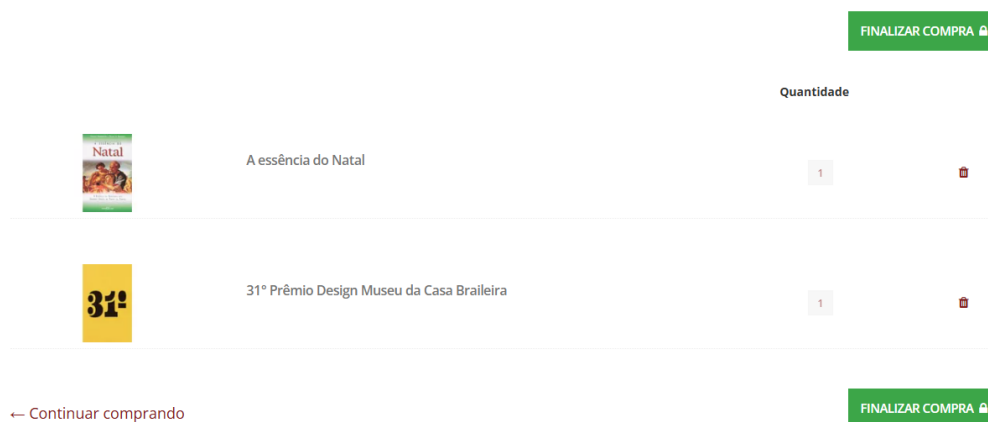 FINALIZAR COMPRA
Quantidade
Natal
A essência do Natal
1
31º
31° Prêmio Design Museu da Casa Braileira
1
← Continuar comprando
FINALIZAR COMPRA